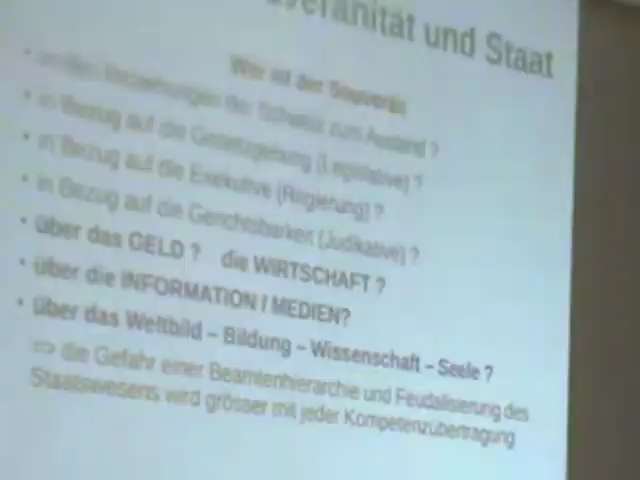 und Staat
Wer ist der Souverän
in den Beziehungen der Schweiz zum Ausland ?
• in Bezug auf die Gesetzgebung (Legislative) ?
• in Bezug auf die Exekutive (Regierung) ?
• in Bezug auf die Gerichtsbarkeit (Judikative) ?
• über das GELD ? die WIRTSCHAFT ?
• über die INFORMATION / MEDIEN?
• über das Weltbild – Bildung – Wissenschaft – Seele ?
=> die Gefahr einer Beamtenhierarchie und Feudalisierung des
Staatswesens wird grösser mit jeder Kompetenzübertragung